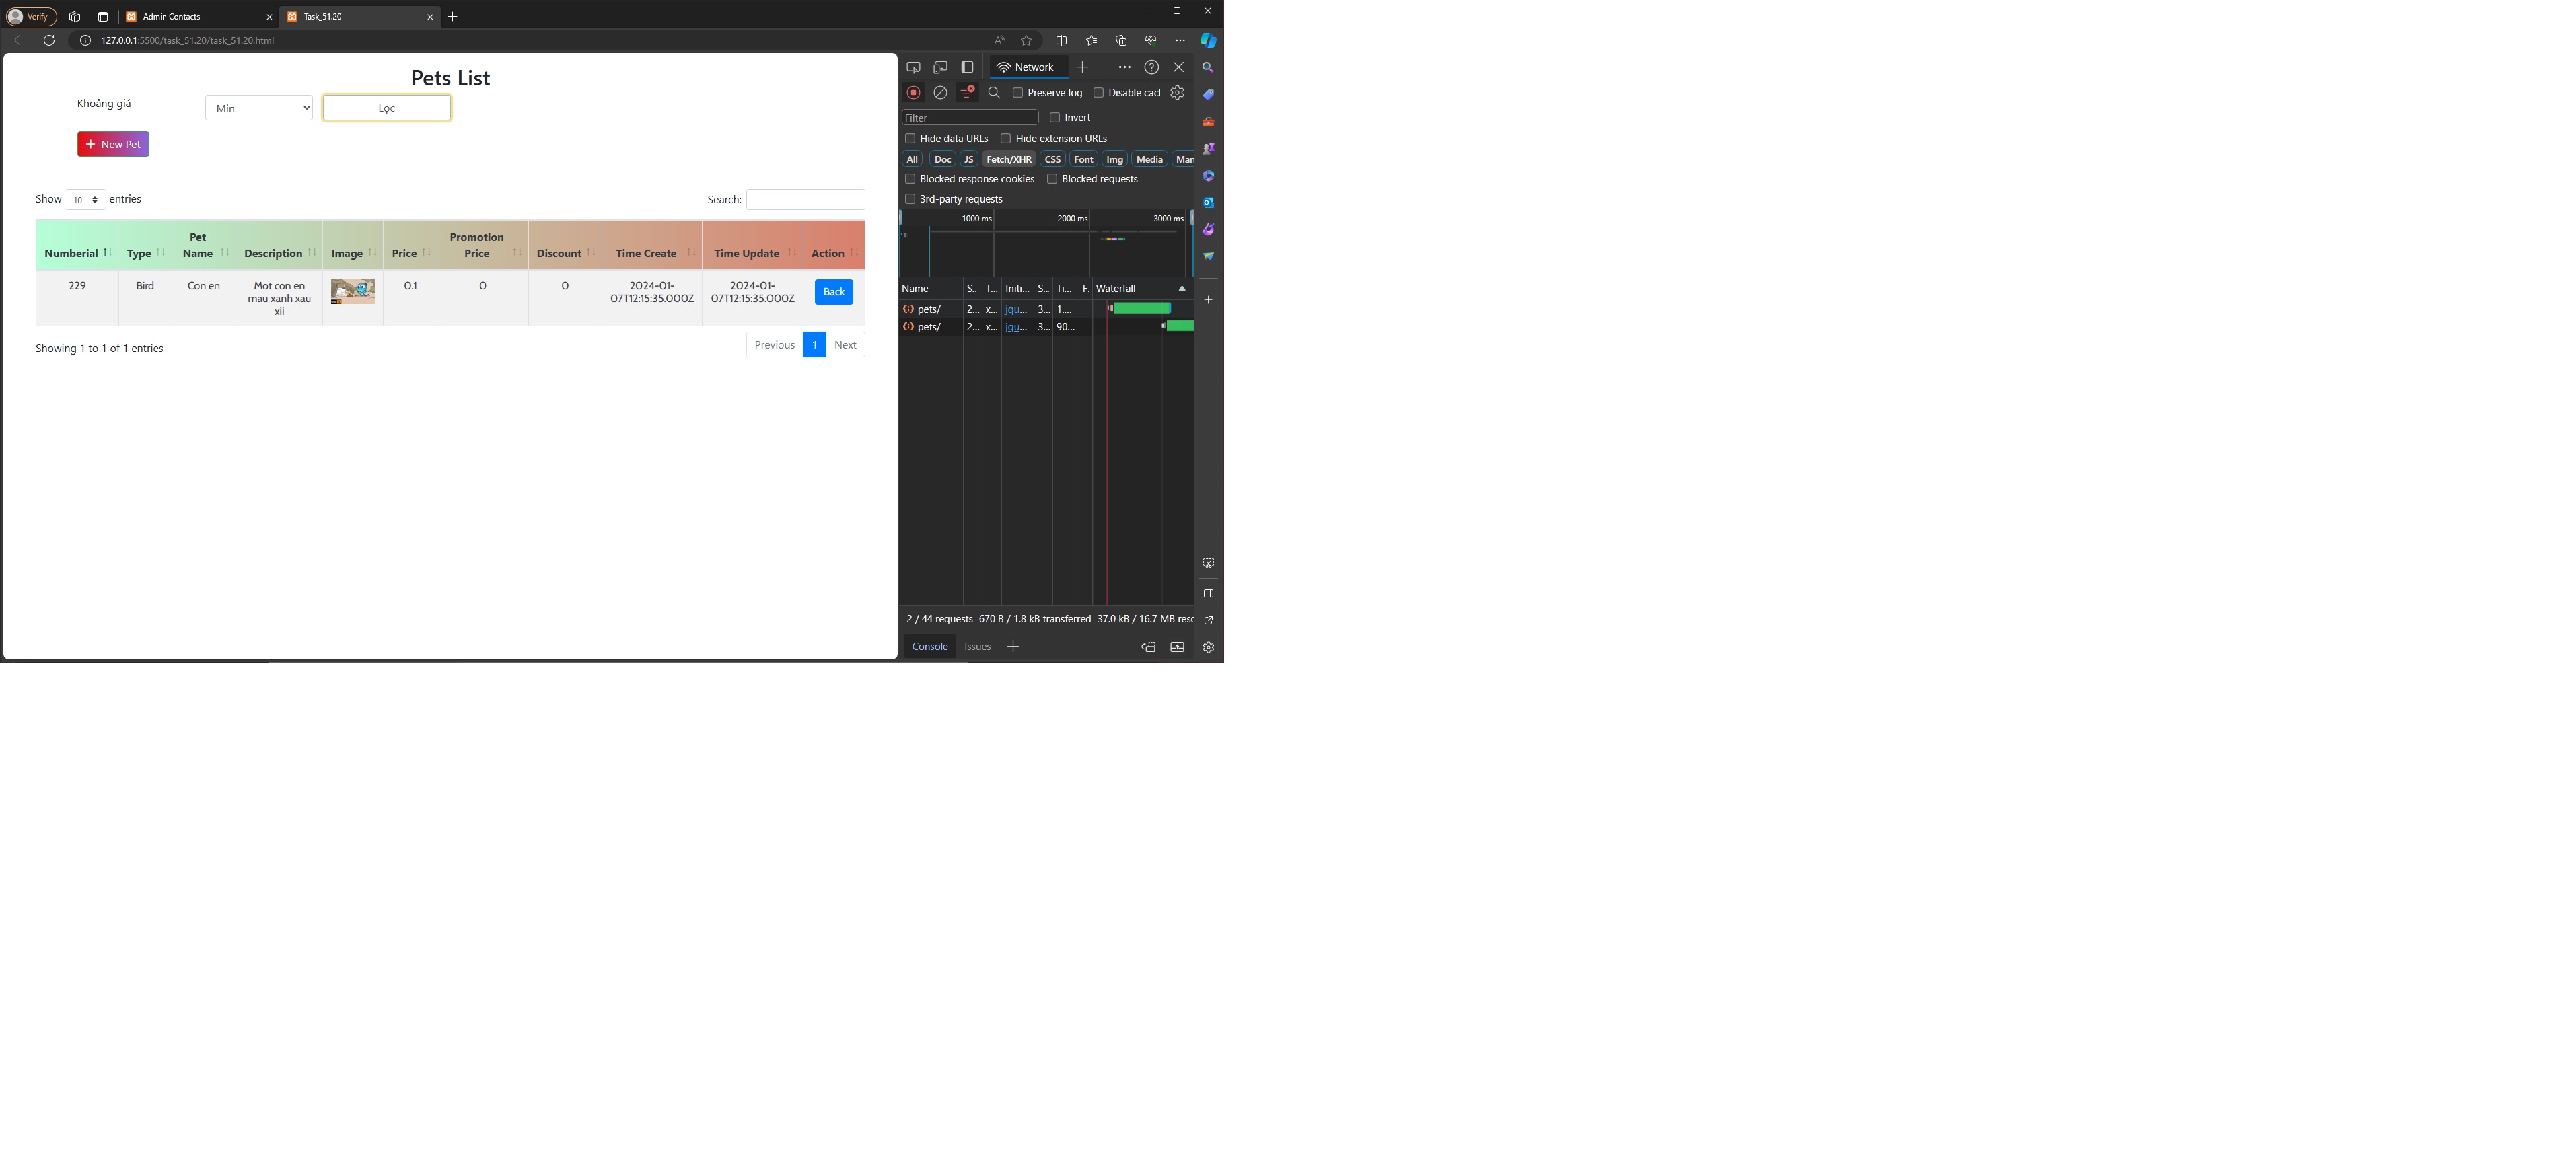 Verify
Admin Contacts
Task_51.20
127.0.0.1:5500/task_51.20/task_51.20.html
Pets List
Khoảng giá
Min
Lọc
+ New Pet
Show 10 entries
Search:
Numberial Type Pet Name Description Image Price Promotion Price Discount Time Create Time Update Action
229 Bird Con en Mot con en mau xanh xau xii 0.1 0 0 2024-01-07T12:15:35.000Z 2024-01-07T12:15:35.000Z Back
Showing 1 to 1 of 1 entries
Previous 1 Next
Network
Preserve log Disable cacl
Filter Invert
Hide data URLs Hide extension URLs
All Doc JS Fetch/XHR CSS Font Img Media Mar
Blocked response cookies Blocked requests
3rd-party requests
1000 ms 2000 ms 3000 ms
Name S... T... Initi... S... Ti... F. Waterfall
pets/ 2... x... jqu... 3... 1....
pets/ 2... x... jqu... 3... 90...
2 / 44 requests 670 B / 1.8 kB transferred 37.0 kB / 16.7 MB resc
Console Issues